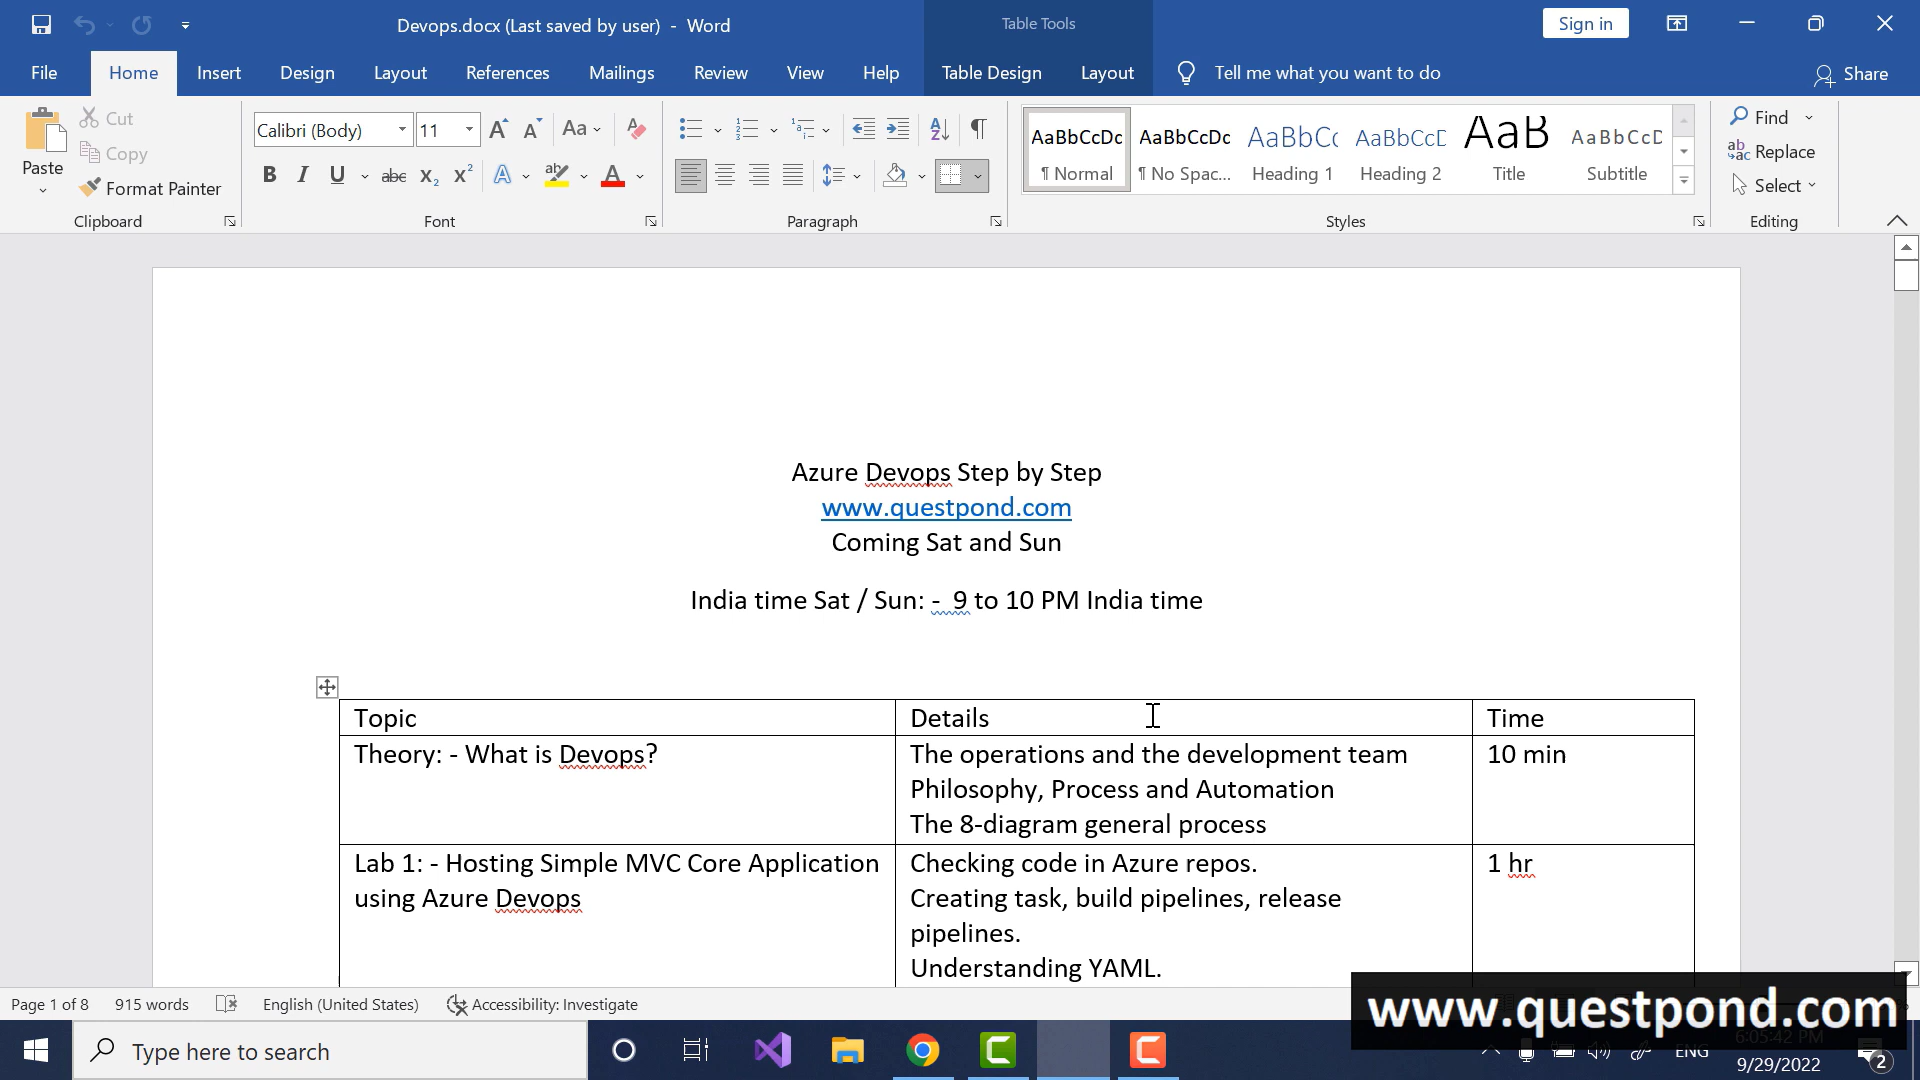 Devops.docx (Last saved by user) - Word
Table Tools
Sign in
File Home Insert Design Layout References Mailings Review View Help Table Design Layout Tell me what you want to do Share
Paste
Cut
Copy
Format Painter
Clipboard
Calibri (Body) 11
Font
Paragraph
AaBbCcDc AaBbCcDc AaBbCc AaBbCcD AaB AaBbCcD
¶ Normal ¶ No Spac... Heading 1 Heading 2 Title Subtitle
Styles
Find
Replace
Select
Editing
Azure Devops Step by Step
www.questpond.com
Coming Sat and Sun
India time Sat / Sun: - 9 to 10 PM India time
Topic Details Time
Theory: - What is Devops? The operations and the development team 10 min
Philosophy, Process and Automation
The 8-diagram general process
Lab 1: - Hosting Simple MVC Core Application Checking code in Azure repos. 1 hr
using Azure Devops Creating task, build pipelines, release
pipelines.
Understanding YAML.
Page 1 of 8 915 words English (United States) Accessibility: Investigate
www.questpond.com
Type here to search
ENG
6:05:42 PM
9/29/2022
2